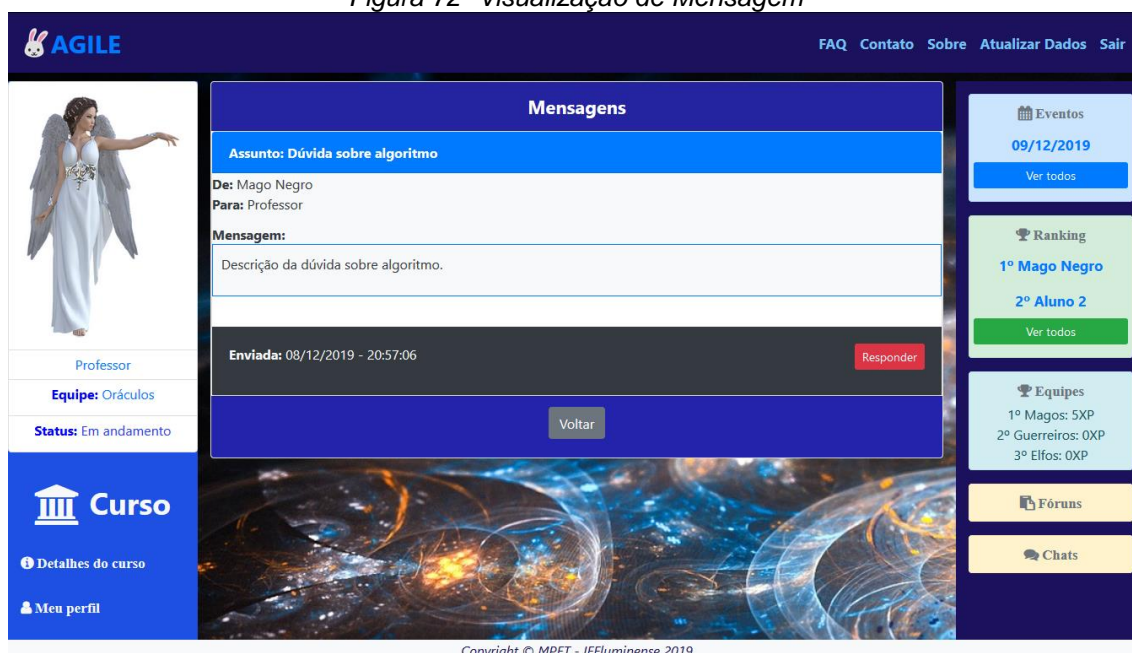 Figura 72 - Visualização de Mensagem
AGILE
FAQ Contato Sobre Atualizar Dados Sair
Professor
Equipe: Oráculos
Status: Em andamento
Curso
Detalhes do curso
Meu perfil
Mensagens
Assunto: Dúvida sobre algoritmo
De: Mago Negro
Para: Professor
Mensagem:
Descrição da dúvida sobre algoritmo.
Enviada: 08/12/2019 - 20:57:06
Responder
Voltar
Eventos
09/12/2019
Ver todos
Ranking
1º Mago Negro
2º Aluno 2
Ver todos
Equipes
1º Magos: 5XP
2º Guerreiros: 0XP
3º Elfos: 0XP
Fóruns
Chats
Copyright © MPET - IFFluminense 2019